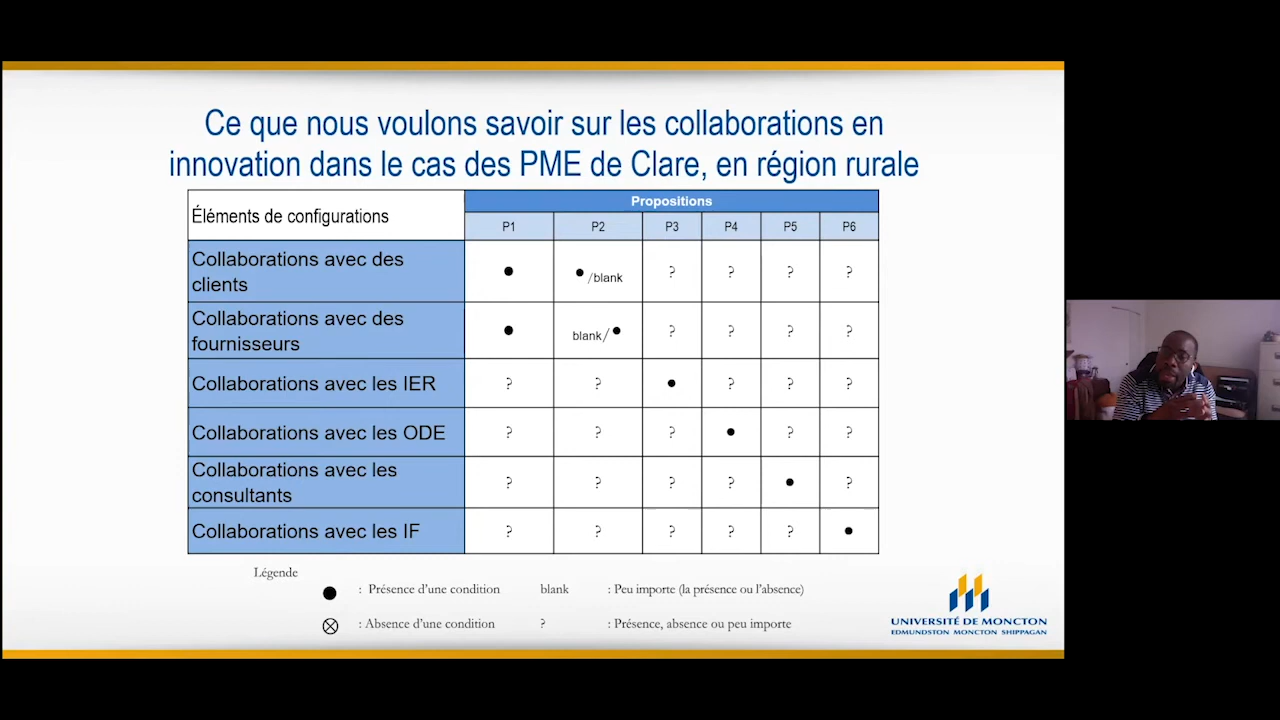 Ce que nous voulons savoir sur les collaborations en
innovation dans le cas des PME de Clare, en région rurale
Éléments de configurations
Propositions
P1 P2 P3 P4 P5 P6
Collaborations avec des
clients
● ●/blank ? ? ? ?
Collaborations avec des
fournisseurs
● blank/● ? ? ? ?
Collaborations avec les IER
? ? ● ? ? ?
Collaborations avec les ODE
? ? ? ● ? ?
Collaborations avec les
consultants
? ? ? ? ● ?
Collaborations avec les IF
? ? ? ? ? ●
Légende
● : Présence d'une condition blank : Peu importe (la présence ou l'absence)
⊗ : Absence d'une condition ? : Présence, absence ou peu importe
UNIVERSITÉ DE MONCTON
EDMUNDSTON MONCTON SHIPPAGAN